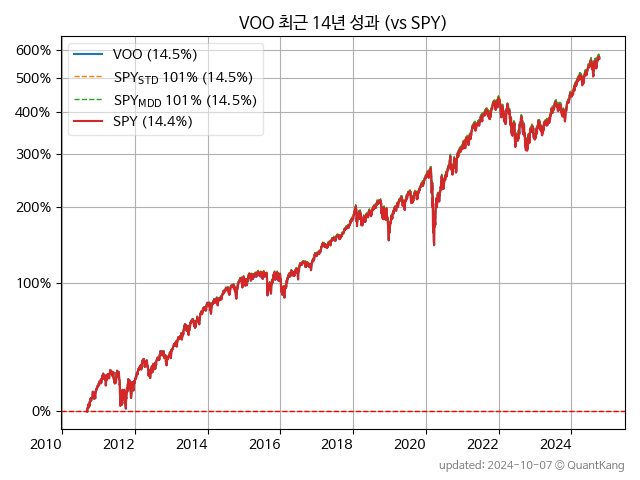 VOO 최근 14년 성과 (vs SPY)
VOO (14.5%)
SPYSTD 101% (14.5%)
SPYMDD 101% (14.5%)
SPY (14.4%)
600%
500%
400%
300%
200%
100%
0%
2010 2012 2014 2016 2018 2020 2022 2024
updated: 2024-10-07 © QuantKang